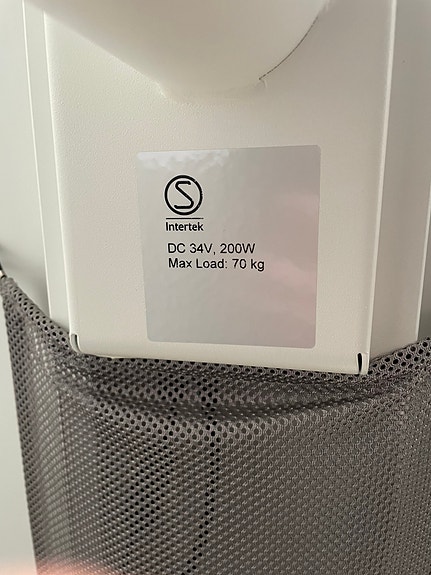 S
Intertek
DC 34V, 200W
Max Load: 70 kg